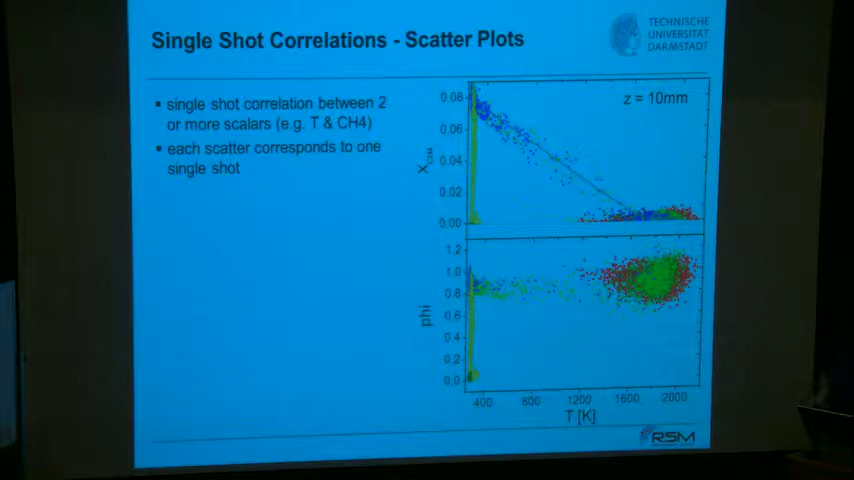 Single Shot Correlations - Scatter Plots
TECHNISCHE
UNIVERSITÄT
DARMSTADT
▪ single shot correlation between 2
or more scalars (e.g. T & CH4)
▪ each scatter corresponds to one
single shot
z = 10mm
0.08
0.06
0.04
0.02
0.00
X
1.2
1.0
0.8
0.6
0.4
0.2
0.0
phi
400 800 1200 1600 2000
T [K]
RSM